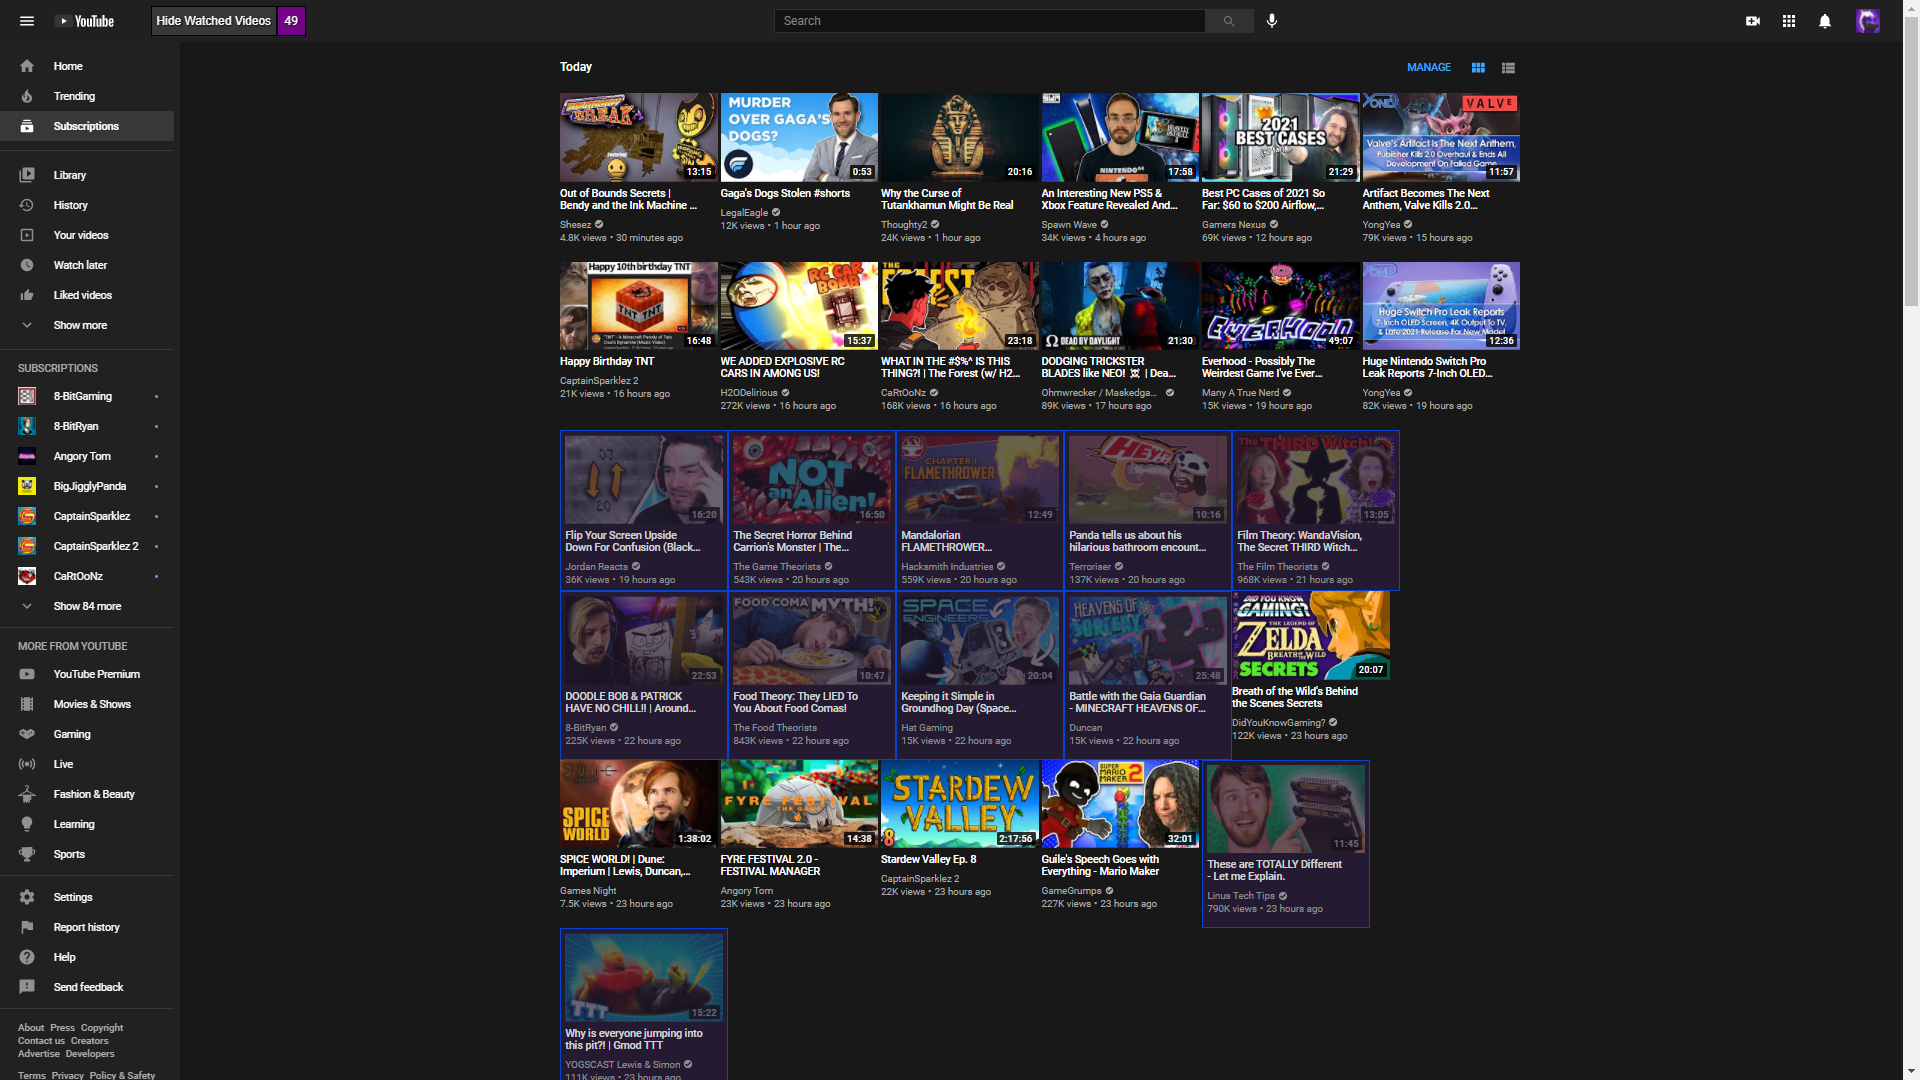 YouTube
Hide Watched Videos 49
Search
Home
Trending
Subscriptions
Library
History
Your videos
Watch later
Liked videos
Show more
SUBSCRIPTIONS
8-BitGaming
8-BitRyan
Angory Tom
BigJigglyPanda
CaptainSparklez
CaptainSparklez 2
CaRtOoNz
Show 84 more
MORE FROM YOUTUBE
YouTube Premium
Movies & Shows
Gaming
Live
Fashion & Beauty
Learning
Sports
Settings
Report history
Help
Send feedback
About Press Copyright
Contact us Creators
Advertise Developers
Terms Privacy Policy & Safety
Today
MANAGE
BREAK
13:15
Out of Bounds Secrets |
Bendy and the Ink Machine ...
Shesez
4.8K views • 30 minutes ago
MURDER
OVER GAGA'S
DOGS?
0:53
Gaga's Dogs Stolen #shorts
LegalEagle
12K views • 1 hour ago
20:16
Why the Curse of
Tutankhamun Might Be Real
Thoughty2
24K views • 1 hour ago
NINTENDO
17:58
An Interesting New PS5 &
Xbox Feature Revealed And...
Spawn Wave
34K views • 4 hours ago
2021
BEST CASES
21:29
Best PC Cases of 2021 So
Far: $60 to $200 Airflow,...
Gamers Nexus
69K views • 12 hours ago
VALVE
Valve's Artifact Is The Next Anthem,
Publisher Kills 2.0 Overhaul & Ends All
Development On Failed Game
11:57
Artifact Becomes The Next
Anthem, Valve Kills 2.0...
YongYea
79K views • 15 hours ago
Happy 10th birthday TNT
TNT TNT
16:48
Happy Birthday TNT
CaptainSparklez 2
21K views • 16 hours ago
RC CAR
BOMB
15:37
WE ADDED EXPLOSIVE RC
CARS IN AMONG US!
H2ODelirious
272K views • 16 hours ago
THE FOREST
23:18
WHAT IN THE #$%^ IS THIS
THING?! | The Forest (w/ H2...
CaRtOoNz
168K views • 16 hours ago
DEAD BY DAYLIGHT
21:30
DODGING TRICKSTER
BLADES like NEO! ☠ | Dea...
Ohmwrecker / Maskedga...
89K views • 17 hours ago
EVERHOOD
49:07
Everhood - Possibly The
Weirdest Game I've Ever...
Many A True Nerd
15K views • 19 hours ago
Huge Switch Pro Leak Reports
7-Inch OLED Screen, 4K Output To TV,
& Late 2021 Release For New Model
12:36
Huge Nintendo Switch Pro
Leak Reports 7-Inch OLED...
YongYea
82K views • 19 hours ago
16:20
Flip Your Screen Upside
Down For Confusion (Black...
Jordan Reacts
36K views • 19 hours ago
NOT
an Alien!
16:50
The Secret Horror Behind
Carrion's Monster | The...
The Game Theorists
543K views • 20 hours ago
CHAPTER 1
FLAMETHROWER
12:49
Mandalorian
FLAMETHROWER...
Hacksmith Industries
559K views • 20 hours ago
10:16
Panda tells us about his
hilarious bathroom encount...
Terroriser
137K views • 20 hours ago
The THIRD Witch!
13:05
Film Theory: WandaVision,
The Secret THIRD Witch...
The Film Theorists
968K views • 21 hours ago
22:53
DOODLE BOB & PATRICK
HAVE NO CHILL!! | Around...
8-BitRyan
225K views • 22 hours ago
FOOD COMA MYTH!
10:47
Food Theory: They LIED To
You About Food Comas!
The Food Theorists
843K views • 22 hours ago
SPACE
ENGINEERS
20:04
Keeping it Simple in
Groundhog Day (Space...
Hat Gaming
15K views • 22 hours ago
HEAVENS OF
SORCERY
25:48
Battle with the Gaia Guardian
- MINECRAFT HEAVENS OF...
Duncan
15K views • 22 hours ago
DID YOU KNOW
GAMING?
THE LEGEND OF
ZELDA
BREATH OF THE WILD
SECRETS
20:07
Breath of the Wild's Behind
the Scenes Secrets
DidYouKnowGaming?
122K views • 23 hours ago
DUNE
SPICE
WORLD
1:38:02
SPICE WORLD! | Dune:
Imperium | Lewis, Duncan,...
Games Night
7.5K views • 23 hours ago
FYRE FESTIVAL
THE GAME
14:38
FYRE FESTIVAL 2.0 -
FESTIVAL MANAGER
Angory Tom
23K views • 23 hours ago
STARDEW
VALLEY
8
2:17:56
Stardew Valley Ep. 8
CaptainSparklez 2
22K views • 23 hours ago
SUPER
MARIO
MAKER 2
32:01
Guile's Speech Goes with
Everything - Mario Maker
GameGrumps
227K views • 23 hours ago
11:45
These are TOTALLY Different
- Let me Explain.
Linus Tech Tips
790K views • 23 hours ago
TTT
15:22
Why is everyone jumping into
this pit?! | Gmod TTT
YOGSCAST Lewis & Simon
111K views • 23 hours ago